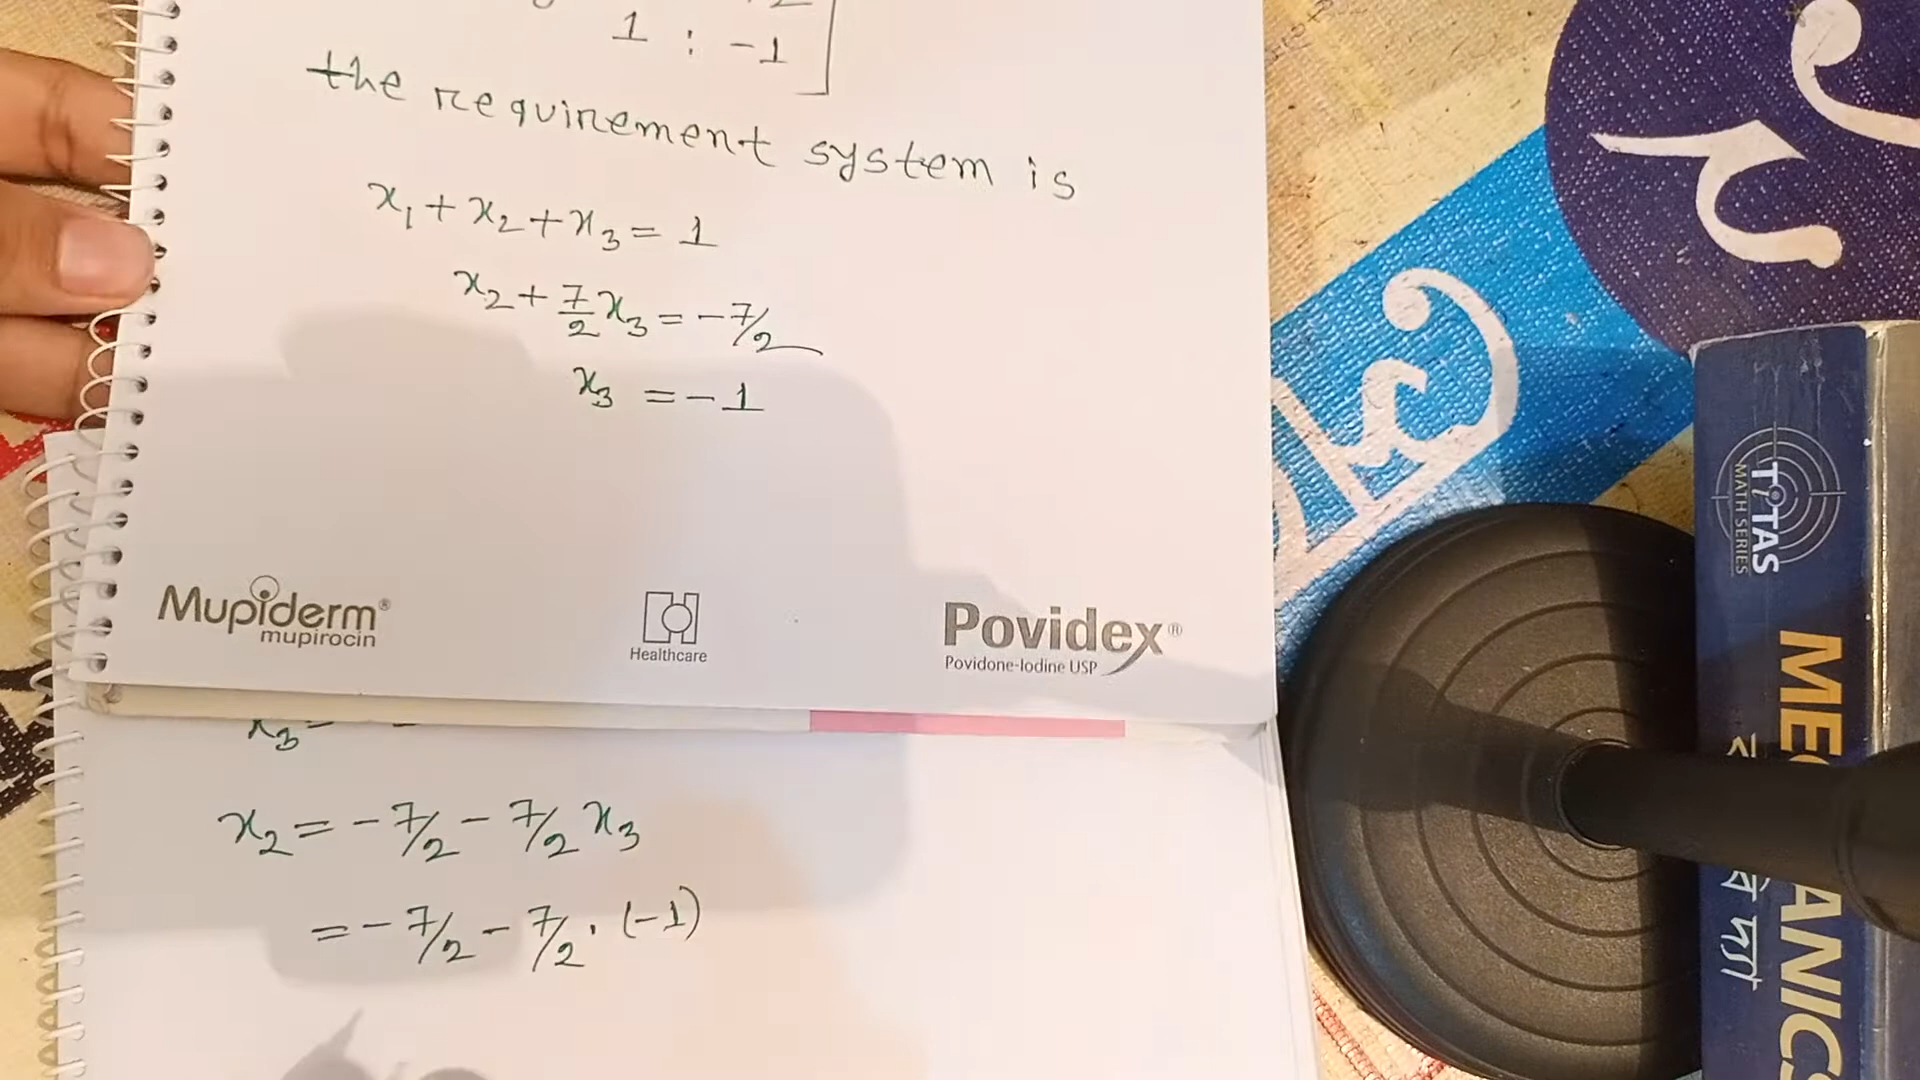 1 : -1
the requirement system is
x₁ + x₂ + x₃ = 1
x₂ + 7/2 x₃ = -7/2
x₃ = -1
Mupiderm®
mupirocin
Healthcare
Povidex®
Povidone-Iodine USP
x₃ =
x₂ = -7/2 - 7/2 x₃
= -7/2 - 7/2 · (-1)
TITAS
MATH SERIES